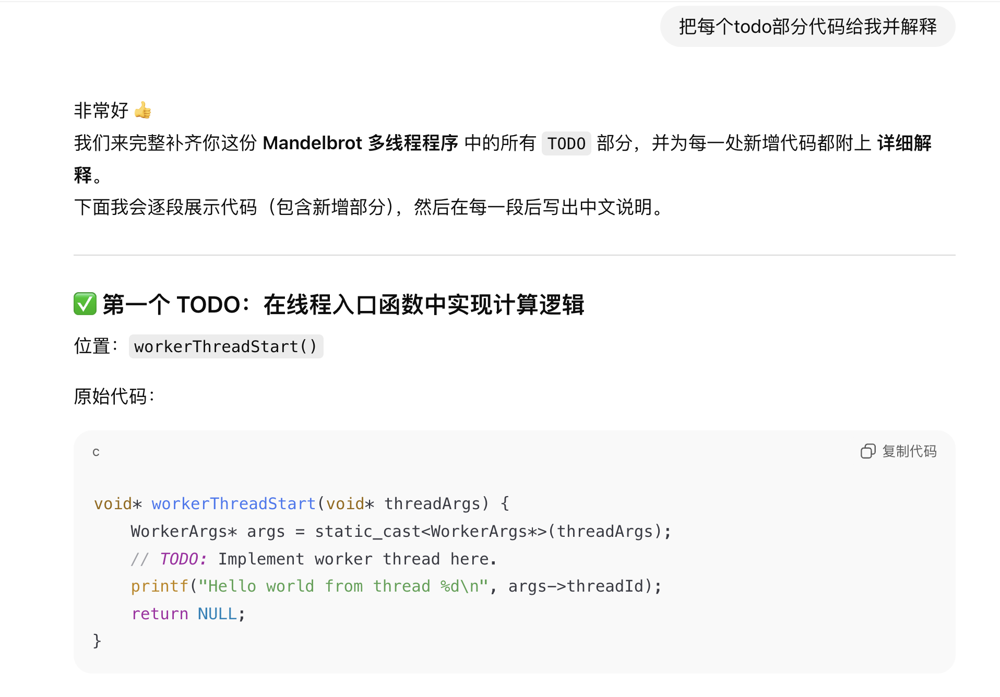 把每个todo部分代码给我并解释
非常好 👍
我们来完整补齐你这份 Mandelbrot 多线程程序 中的所有 TODO 部分，并为每一处新增代码都附上 详细解
释。
下面我会逐段展示代码（包含新增部分），然后在每一段后写出中文说明。
✅ 第一个 TODO：在线程入口函数中实现计算逻辑
位置：workerThreadStart()
原始代码：
c
复制代码
void* workerThreadStart(void* threadArgs) {
    WorkerArgs* args = static_cast<WorkerArgs*>(threadArgs);
    // TODO: Implement worker thread here.
    printf("Hello world from thread %d\n", args->threadId);
    return NULL;
}